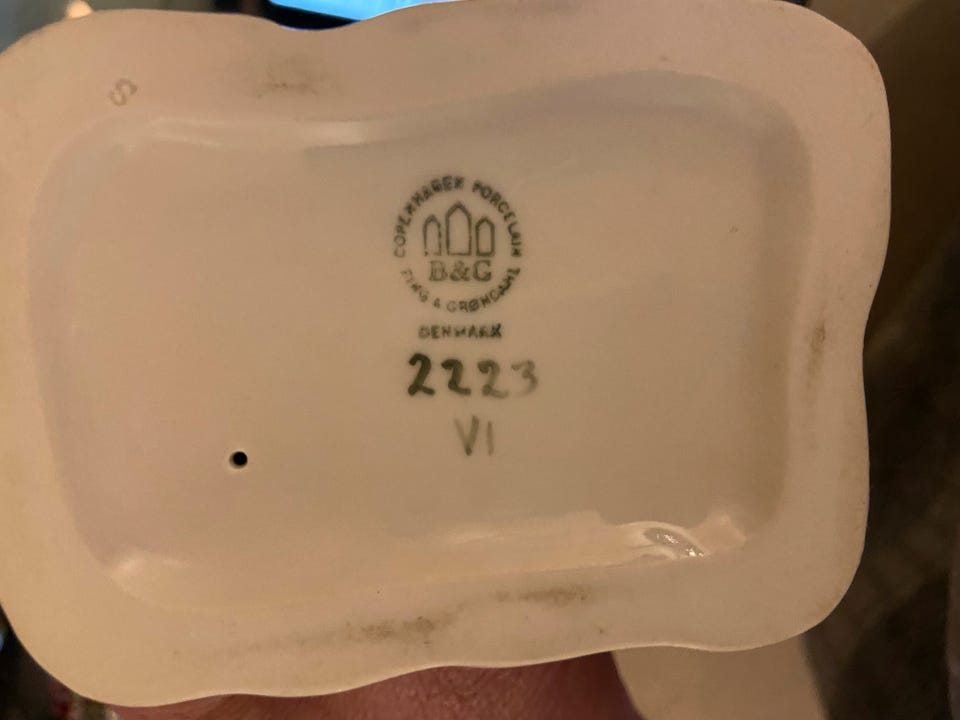 S
COPENHAGEN PORCELAIN
B&G
BING & GRØNDAHL
DENMARK
2223
VI